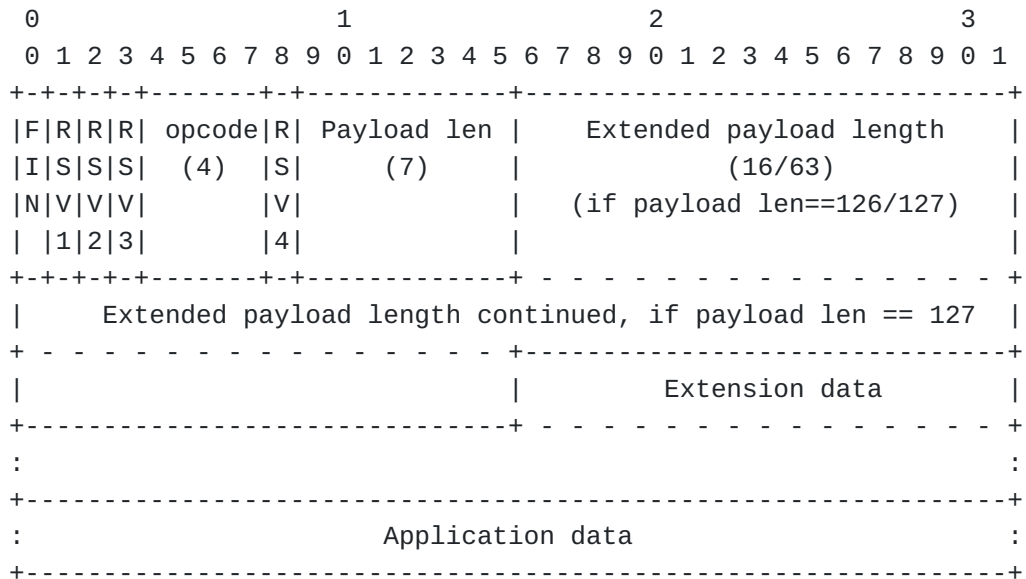 0                   1                   2                   3
 0 1 2 3 4 5 6 7 8 9 0 1 2 3 4 5 6 7 8 9 0 1 2 3 4 5 6 7 8 9 0 1
+-+-+-+-+-------+-+-------------+-------------------------------+
|F|R|R|R| opcode|R| Payload len |    Extended payload length    |
|I|S|S|S|  (4)  |S|     (7)     |             (16/63)           |
|N|V|V|V|       |V|             |   (if payload len==126/127)   |
| |1|2|3|       |4|             |                               |
+-+-+-+-+-------+-+-------------+ - - - - - - - - - - - - - - - +
|     Extended payload length continued, if payload len == 127  |
+ - - - - - - - - - - - - - - - +-------------------------------+
|                               |         Extension data        |
+-------------------------------+ - - - - - - - - - - - - - - - +
:                                                               :
+---------------------------------------------------------------+
:                       Application data                        :
+---------------------------------------------------------------+